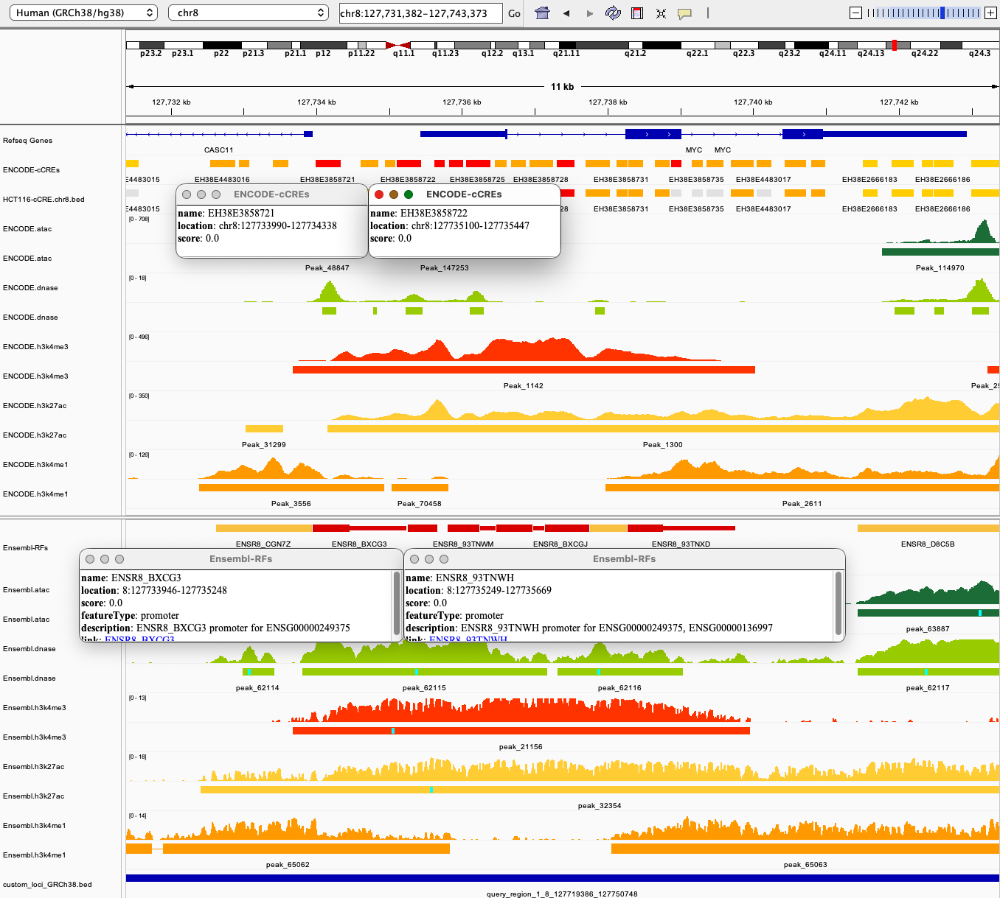 Human (GRCh38/hg38) chr8 chr8:127,731,382-127,743,373 Go
p23.2 p23.1 p22 p21.3 p21.1 p12 p11.22 q11.1 q11.23 q12.2 q13.1 q21.11 q21.2 q22.1 q22.3 q23.2 q24.11 q24.13 q24.22 q24.3
11 kb
127,732 kb 127,734 kb 127,736 kb 127,738 kb 127,740 kb 127,742 kb
Refseq Genes
CASC11 MYC MYC
ENCODE-cCREs
E4483015 EH38E4483016 EH38E3858721 EH38E3858722 EH38E3858725 EH38E3858728 EH38E3858731 EH38E3858735 EH38E4483017 EH38E2666183 EH38E2666186
HCT116-cCRE.chr8.bed
E4483015 28 EH38E3858731 EH38E3858735 EH38E4483017 EH38E2666183 EH38E2666186
ENCODE-cCREs
name: EH38E3858721
location: chr8:127733990-127734338
score: 0.0
ENCODE-cCREs
name: EH38E3858722
location: chr8:127735100-127735447
score: 0.0
[0 - 708]
ENCODE.atac
ENCODE.atac
Peak_48847 Peak_147253 Peak_114970
[0 - 18]
ENCODE.dnase
ENCODE.dnase
[0 - 496]
ENCODE.h3k4me3
ENCODE.h3k4me3
Peak_1142 Peak_25
[0 - 350]
ENCODE.h3k27ac
ENCODE.h3k27ac
Peak_31299 Peak_1300
[0 - 126]
ENCODE.h3k4me1
ENCODE.h3k4me1
Peak_3556 Peak_70458 Peak_2611
Ensembl-RFs
ENSR8_CGN7Z ENSR8_BXCG3 ENSR8_93TNWM ENSR8_BXCGJ ENSR8_93TNXD ENSR8_D8C5B
Ensembl-RFs
name: ENSR8_BXCG3
location: 8:127733946-127735248
score: 0.0
featureType: promoter
description: ENSR8_BXCG3 promoter for ENSG00000249375
link: ENSR8_BXCG3
Ensembl-RFs
name: ENSR8_93TNWH
location: 8:127735249-127735669
score: 0.0
featureType: promoter
description: ENSR8_93TNWH promoter for ENSG00000249375, ENSG00000136997
link: ENSR8_93TNWH
Ensembl.atac
Ensembl.atac
peak_63887
Ensembl.dnase
Ensembl.dnase
peak_62114 peak_62115 peak_62116 peak_62117
[0 - 13]
Ensembl.h3k4me3
Ensembl.h3k4me3
peak_21156
[0 - 18]
Ensembl.h3k27ac
Ensembl.h3k27ac
peak_32354
[0 - 14]
Ensembl.h3k4me1
Ensembl.h3k4me1
peak_65062 peak_65063
custom_loci_GRCh38.bed
query_region_1_8_127719386_127750748